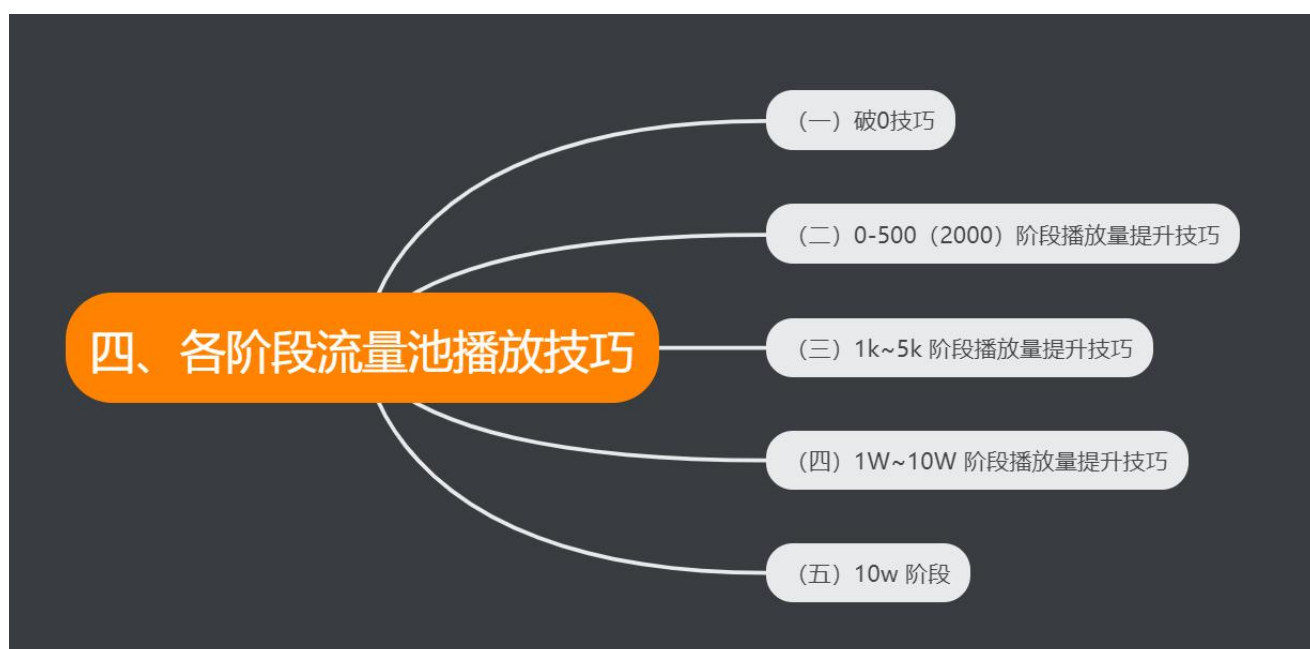 四、各阶段流量池播放技巧
（一）破0技巧
（二）0-500（2000）阶段播放量提升技巧
（三）1k~5k 阶段播放量提升技巧
（四）1W~10W 阶段播放量提升技巧
（五）10w 阶段